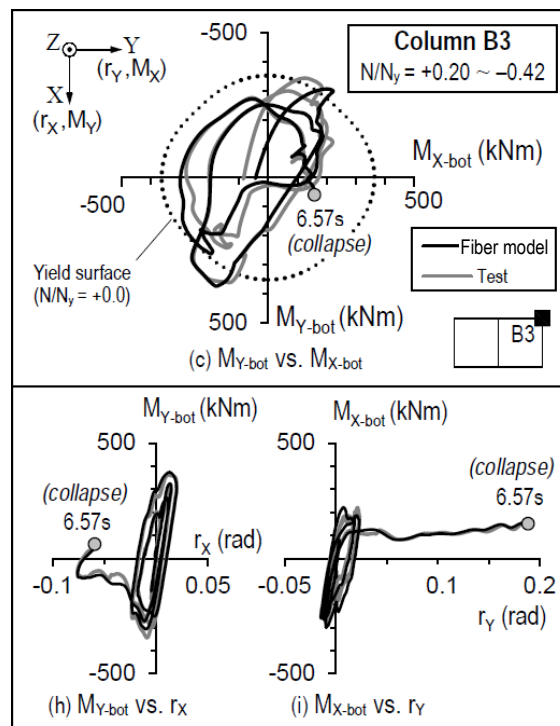 -500
Column B3
N/Ny = +0.20 ~ –0.42
Z
Y
(rY,MX)
X
(rX,MY)
MX-bot
(kNm)
-500
500
6.57s
(collapse)
Yield surface
(N/Ny = +0.0)
500
MY-bot (kNm)
Fiber model
Test
B3
(c) MY-bot vs. MX-bot
MY-bot (kNm)
MX-bot (kNm)
500
500
(collapse)
6.57s
(collapse)
6.57s
rX (rad)
-0.1
0.05
-0.05
0.1
0.2
rY (rad)
-500
-500
(h) MY-bot vs. rX
(i) MX-bot vs. rY